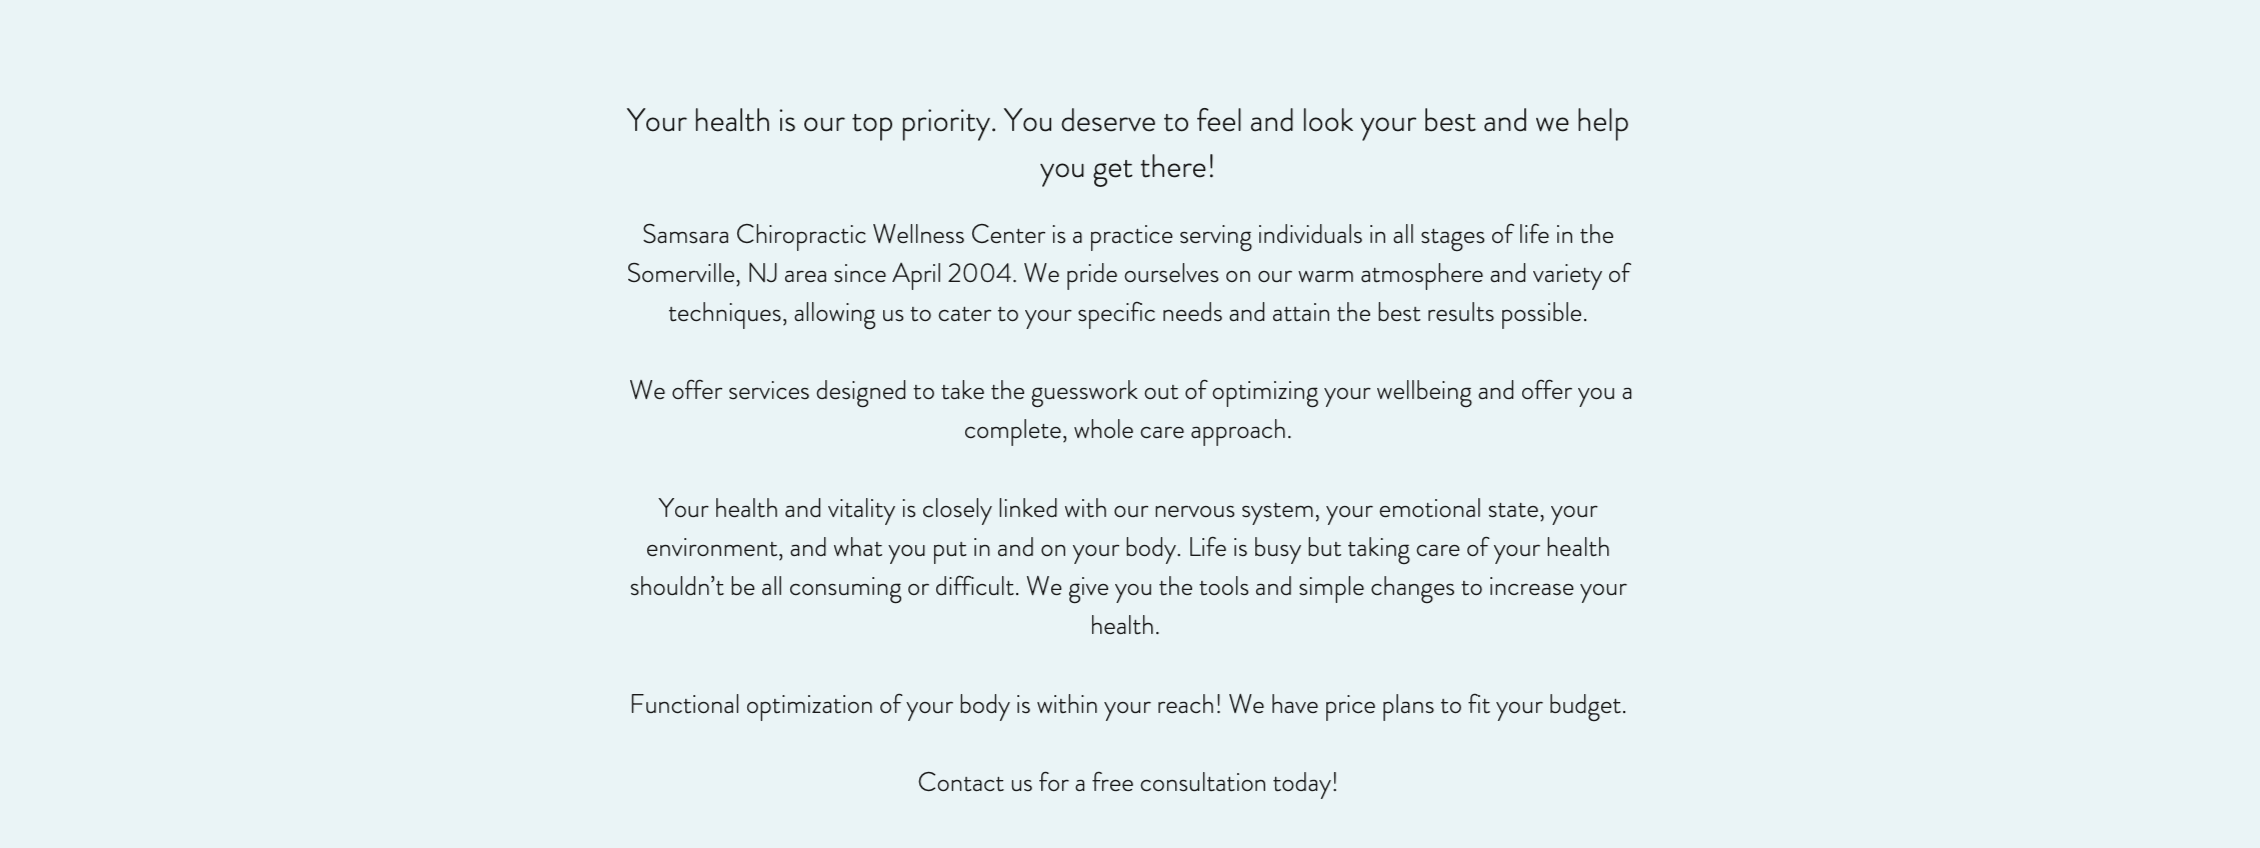 Your health is our top priority. You deserve to feel and look your best and we help
you get there!
Samsara Chiropractic Wellness Center is a practice serving individuals in all stages of life in the
Somerville, NJ area since April 2004. We pride ourselves on our warm atmosphere and variety of
techniques, allowing us to cater to your specific needs and attain the best results possible.
We offer services designed to take the guesswork out of optimizing your wellbeing and offer you a
complete, whole care approach.
Your health and vitality is closely linked with our nervous system, your emotional state, your
environment, and what you put in and on your body. Life is busy but taking care of your health
shouldn’t be all consuming or difficult. We give you the tools and simple changes to increase your
health.
Functional optimization of your body is within your reach! We have price plans to fit your budget.
Contact us for a free consultation today!